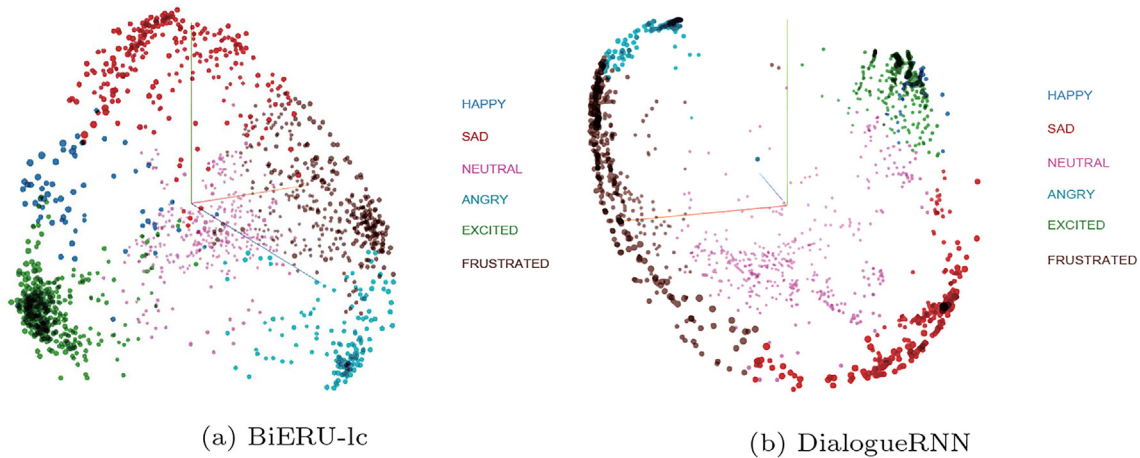 HAPPY
SAD
NEUTRAL
ANGRY
EXCITED
FRUSTRATED
HAPPY
SAD
NEUTRAL
ANGRY
EXCITED
FRUSTRATED
(a) BiERU-lc
(b) DialogueRNN